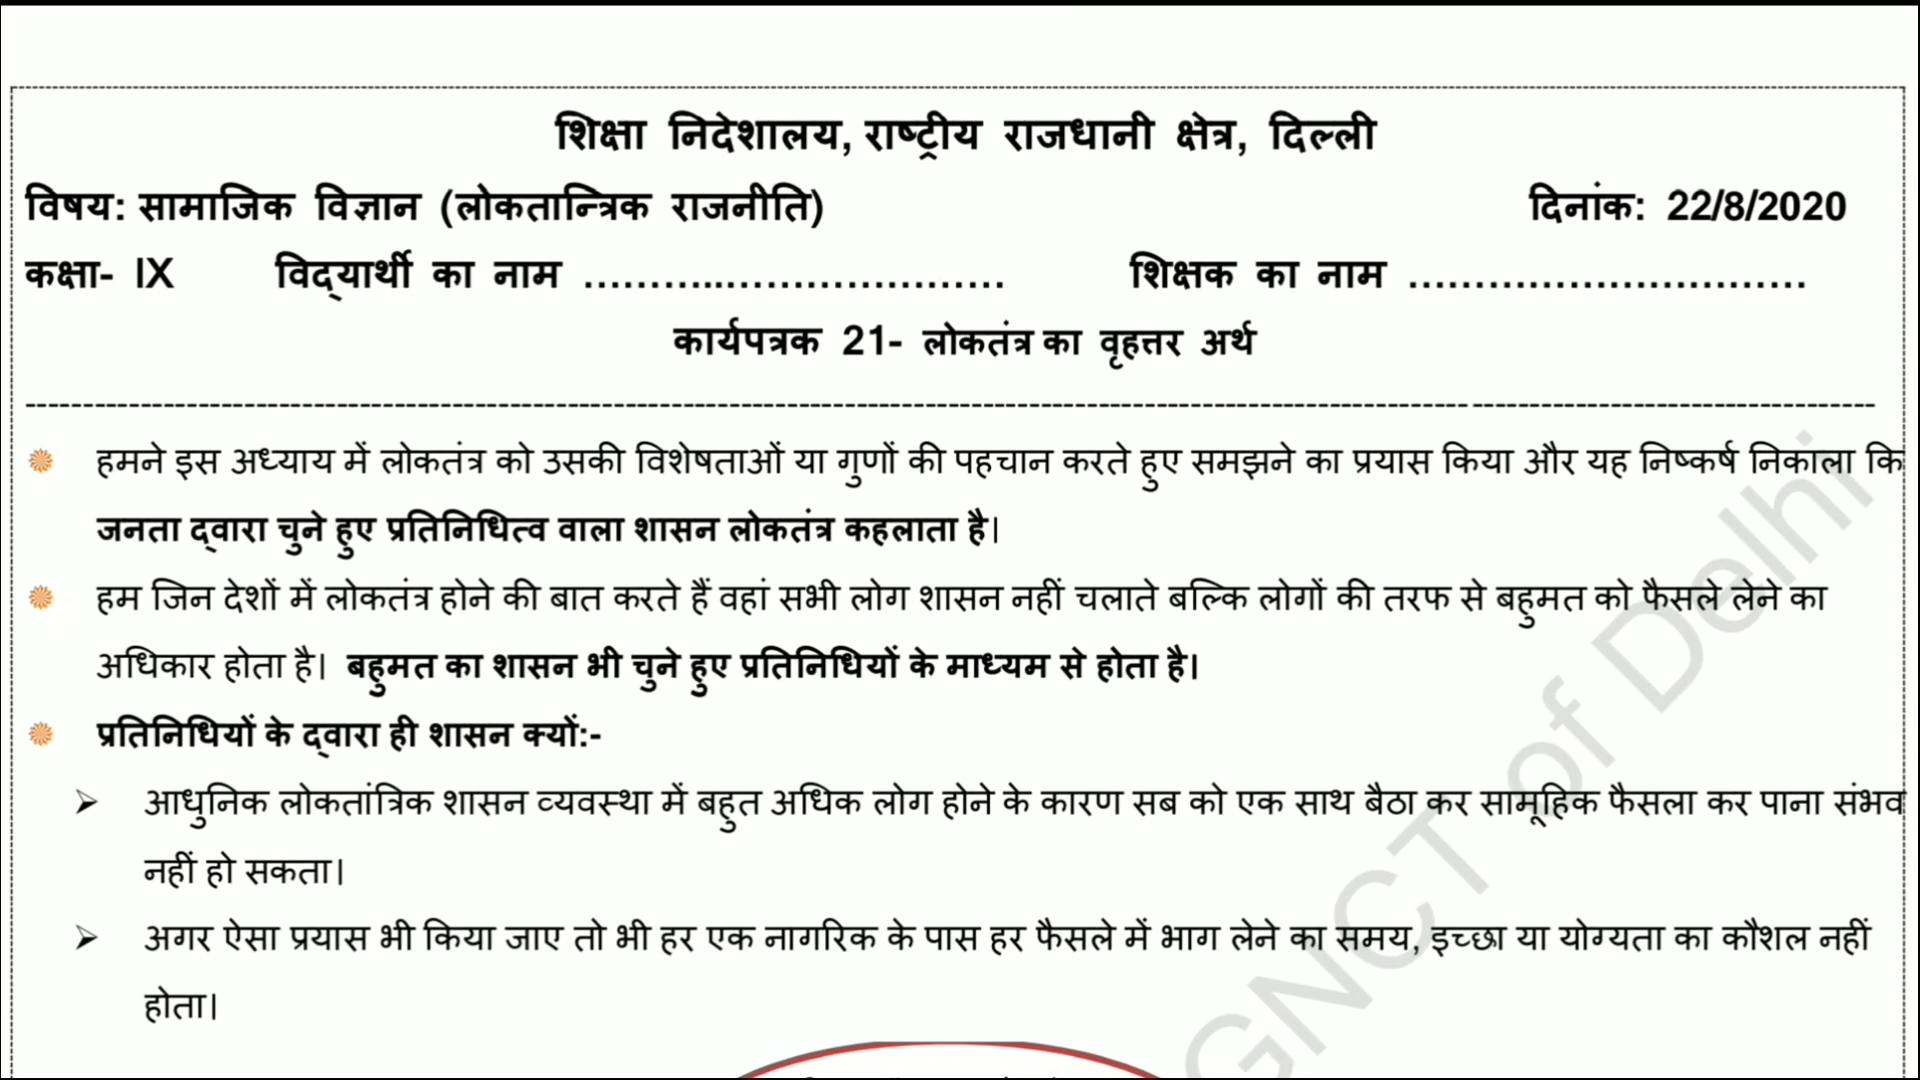 शिक्षा निदेशालय, राष्ट्रीय राजधानी क्षेत्र, दिल्ली
विषय: सामाजिक विज्ञान (लोकतान्त्रिक राजनीति) दिनांक: 22/8/2020
कक्षा- IX विद्यार्थी का नाम ................................ शिक्षक का नाम ..............................
कार्यपत्रक 21- लोकतंत्र का वृहत्तर अर्थ
हमने इस अध्याय में लोकतंत्र को उसकी विशेषताओं या गुणों की पहचान करते हुए समझने का प्रयास किया और यह निष्कर्ष निकाला कि
जनता द्वारा चुने हुए प्रतिनिधित्व वाला शासन लोकतंत्र कहलाता है।
हम जिन देशों में लोकतंत्र होने की बात करते हैं वहां सभी लोग शासन नहीं चलाते बल्कि लोगों की तरफ से बहुमत को फैसले लेने का
अधिकार होता है। बहुमत का शासन भी चुने हुए प्रतिनिधियों के माध्यम से होता है।
प्रतिनिधियों के द्वारा ही शासन क्यों:-
आधुनिक लोकतांत्रिक शासन व्यवस्था में बहुत अधिक लोग होने के कारण सब को एक साथ बैठा कर सामूहिक फैसला कर पाना संभव
नहीं हो सकता।
अगर ऐसा प्रयास भी किया जाए तो भी हर एक नागरिक के पास हर फैसले में भाग लेने का समय, इच्छा या योग्यता का कौशल नहीं
होता।
GNCT of Delhi